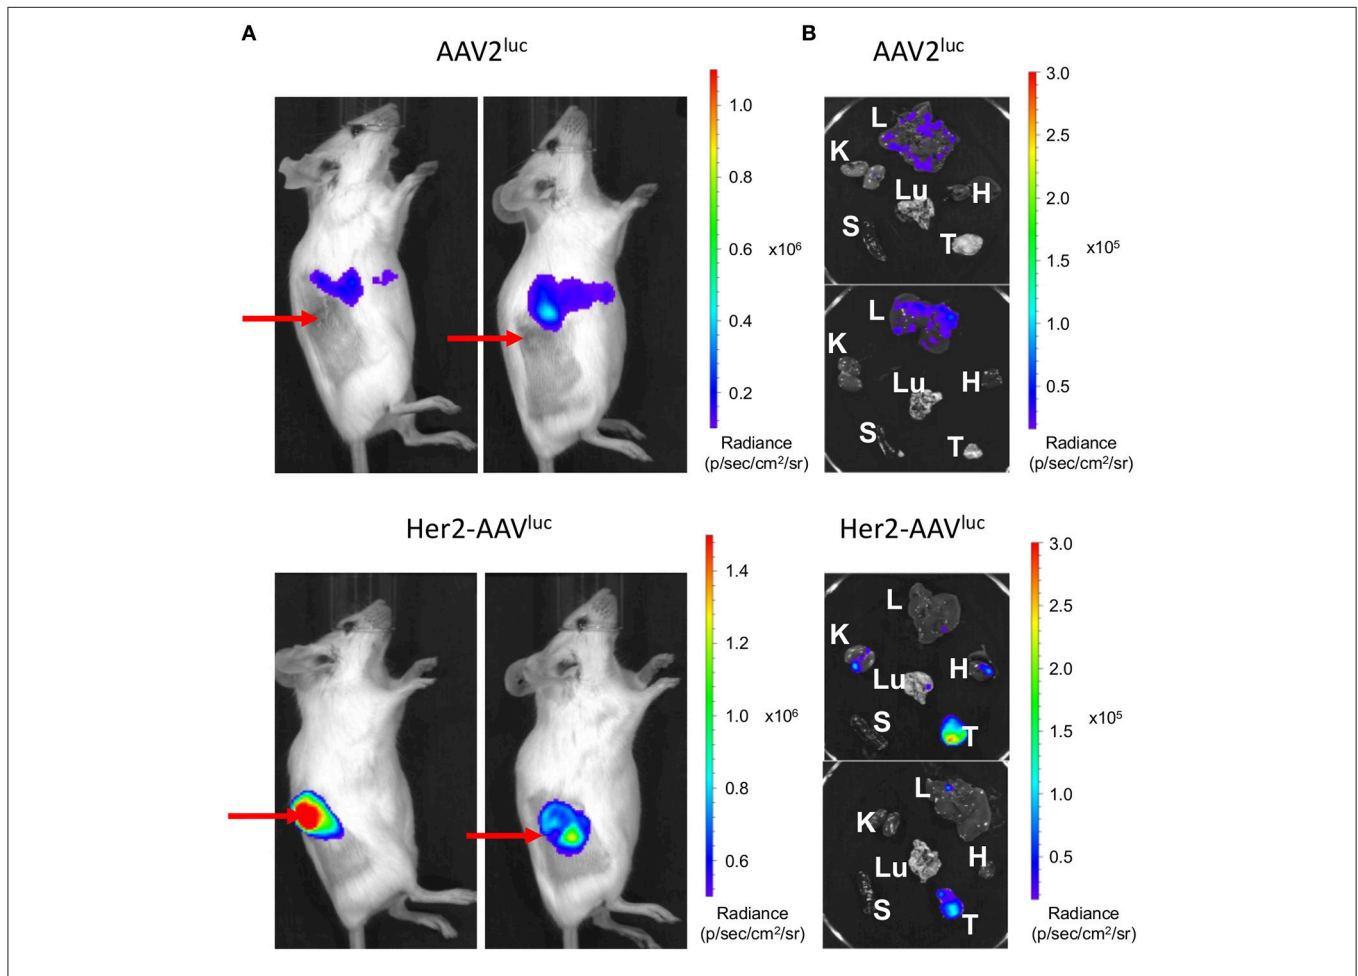 A
B
AAV2luc
AAV2luc
1.0
0.8
0.6
x10⁶
0.4
0.2
Radiance
(p/sec/cm²/sr)
L
K
Lu
H
S
T
L
K
Lu
H
S
T
3.0
2.5
2.0
1.5
x10⁵
1.0
0.5
Radiance
(p/sec/cm²/sr)
Her2-AAVluc
Her2-AAVluc
1.4
1.2
1.0
x10⁶
0.8
0.6
Radiance
(p/sec/cm²/sr)
L
K
H
Lu
S
T
L
K
Lu
H
S
T
3.0
2.5
2.0
1.5
x10⁵
1.0
0.5
Radiance
(p/sec/cm²/sr)